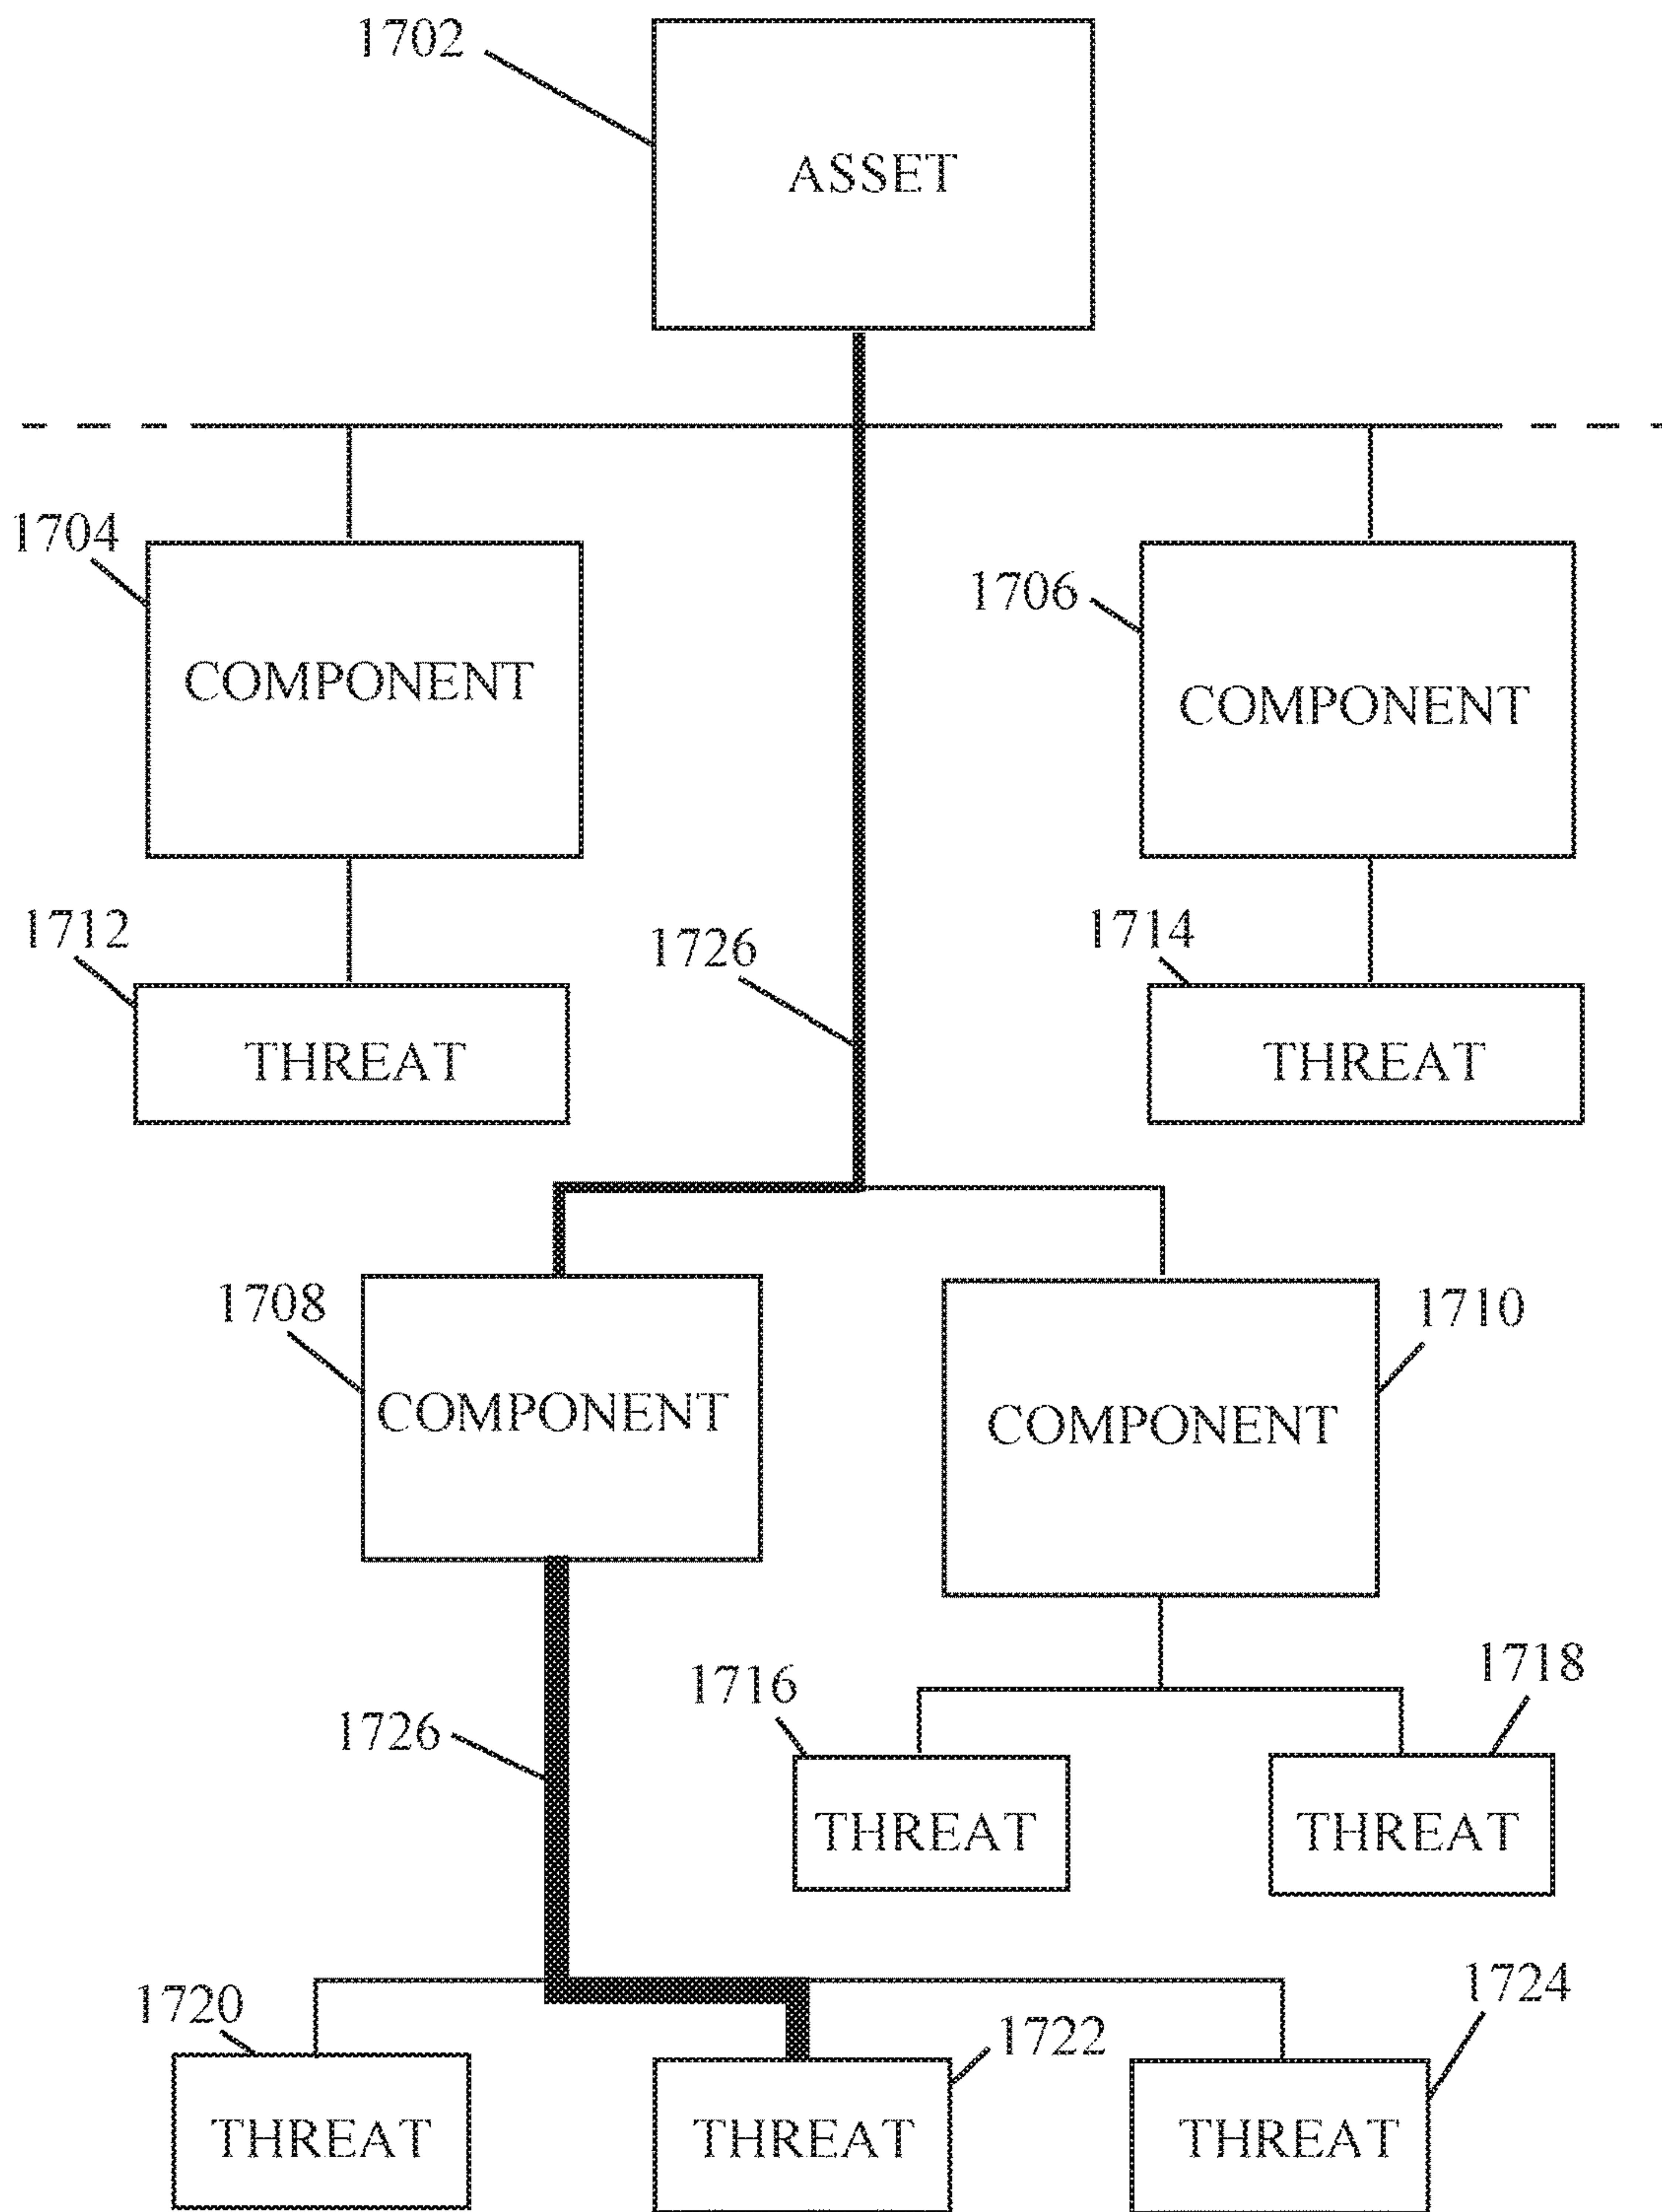 1702
ASSET
1704
1706
COMPONENT
COMPONENT
1712
1726
1714
THREAT
THREAT
1708
1710
COMPONENT
COMPONENT
1716
1718
1726
THREAT
THREAT
1720
1722
1724
THREAT
THREAT
THREAT